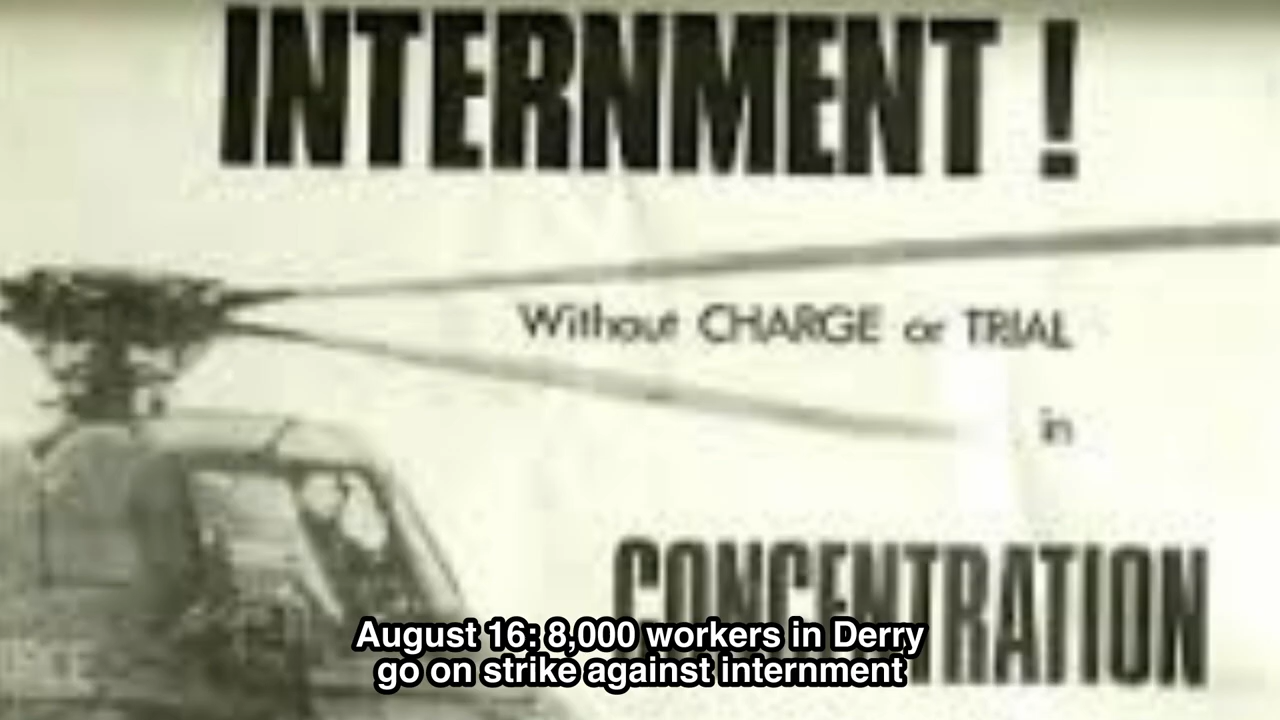 INTERNMENT !
Without CHARGE or TRIAL
in
CONCENTRATION
August 16: 8,000 workers in Derry
go on strike against internment